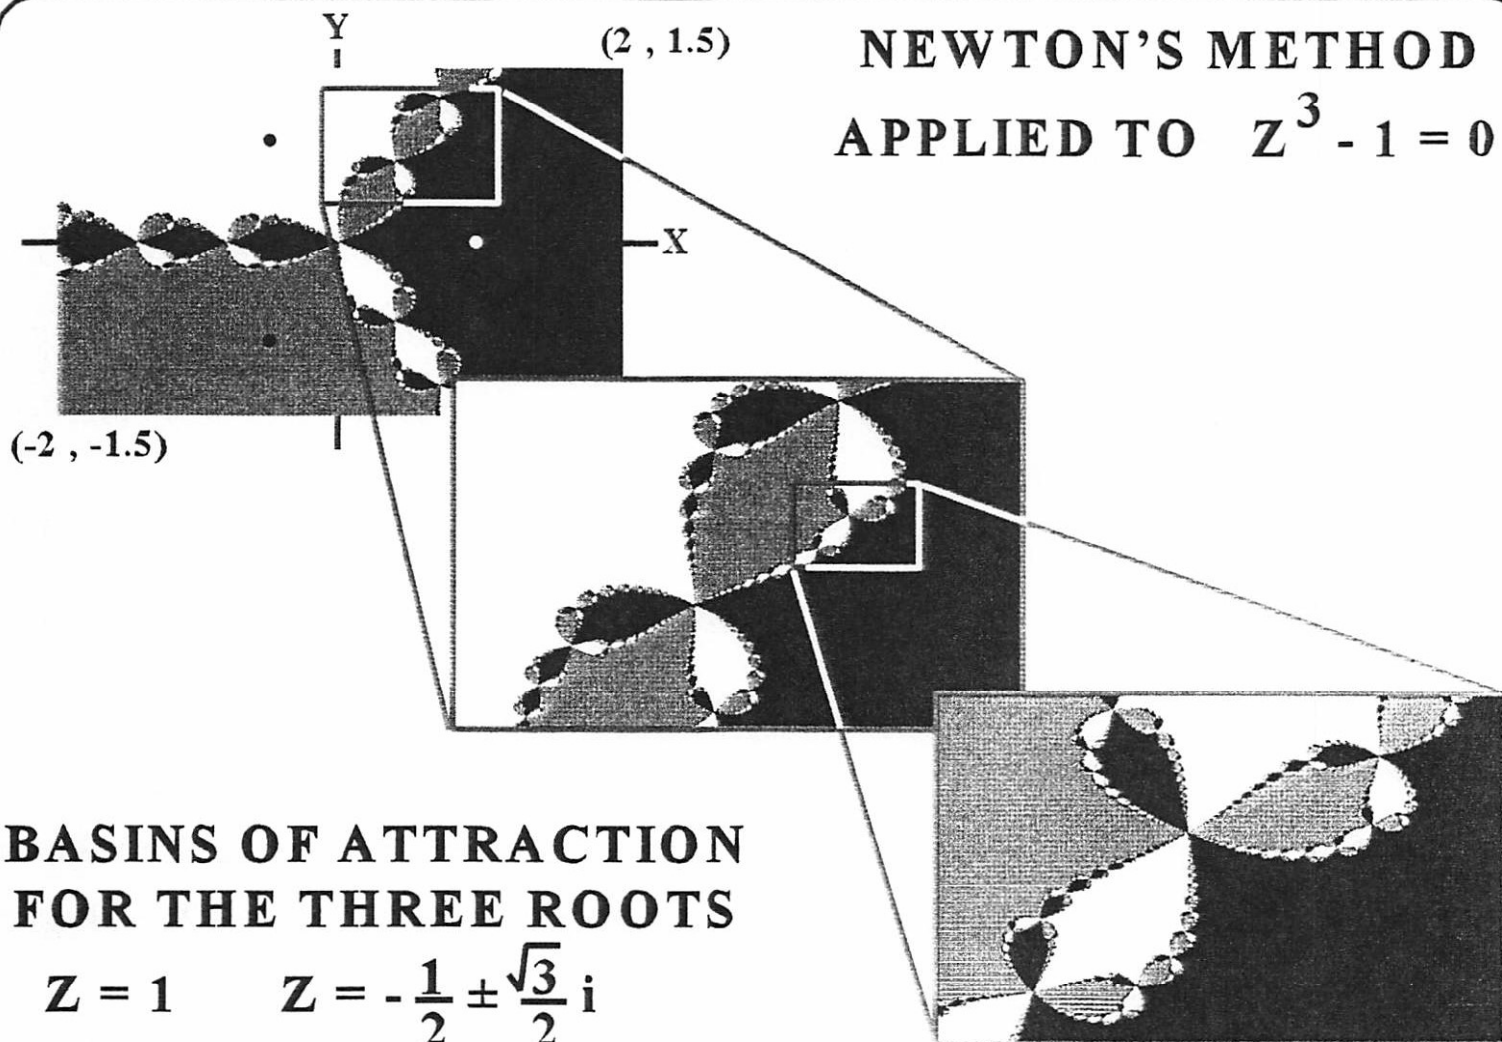 Y
(2 , 1.5)
NEWTON'S METHOD
APPLIED TO Z³ - 1 = 0
X
(-2 , -1.5)
BASINS OF ATTRACTION
FOR THE THREE ROOTS
Z = 1 Z = - 1/2 ± √3/2 i